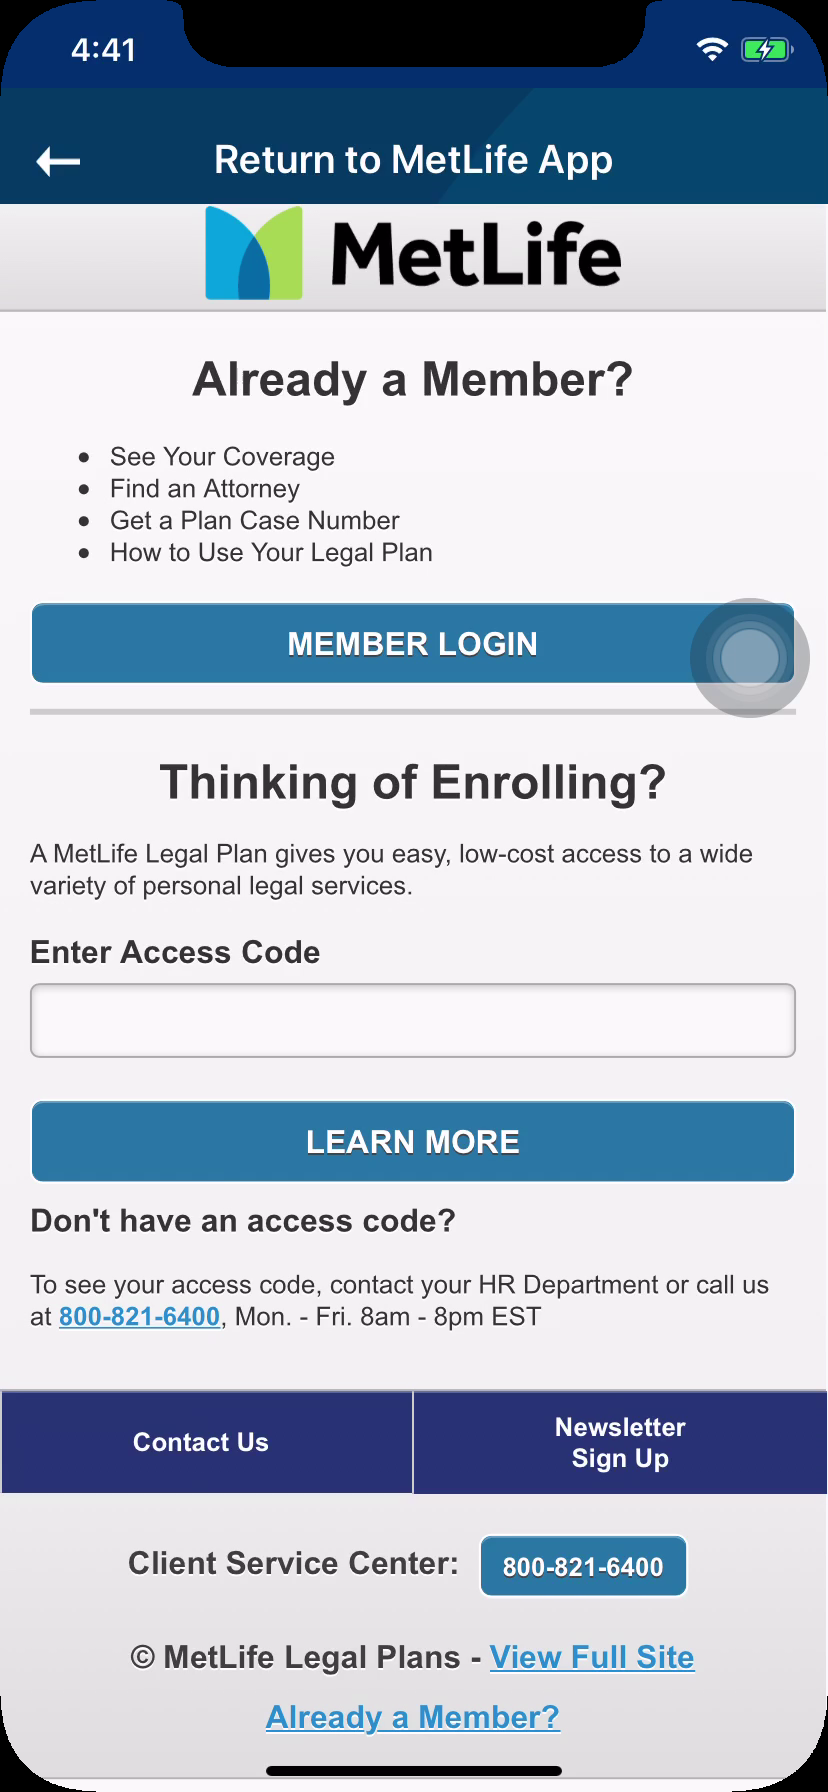 4:41
Return to MetLife App
MetLife
Already a Member?
• See Your Coverage
• Find an Attorney
• Get a Plan Case Number
• How to Use Your Legal Plan
MEMBER LOGIN
Thinking of Enrolling?
A MetLife Legal Plan gives you easy, low-cost access to a wide
variety of personal legal services.
Enter Access Code
LEARN MORE
Don't have an access code?
To see your access code, contact your HR Department or call us
at 800-821-6400, Mon. - Fri. 8am - 8pm EST
Contact Us
Newsletter
Sign Up
Client Service Center: 800-821-6400
© MetLife Legal Plans - View Full Site
Already a Member?